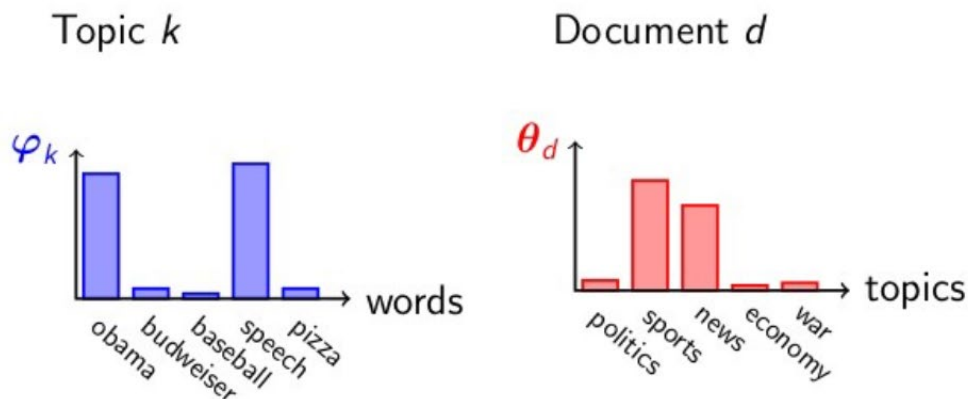 Topic k
Document d
φk
obama
budweiser
baseball
speech
pizza
words
θd
politics
sports
news
economy
war
topics